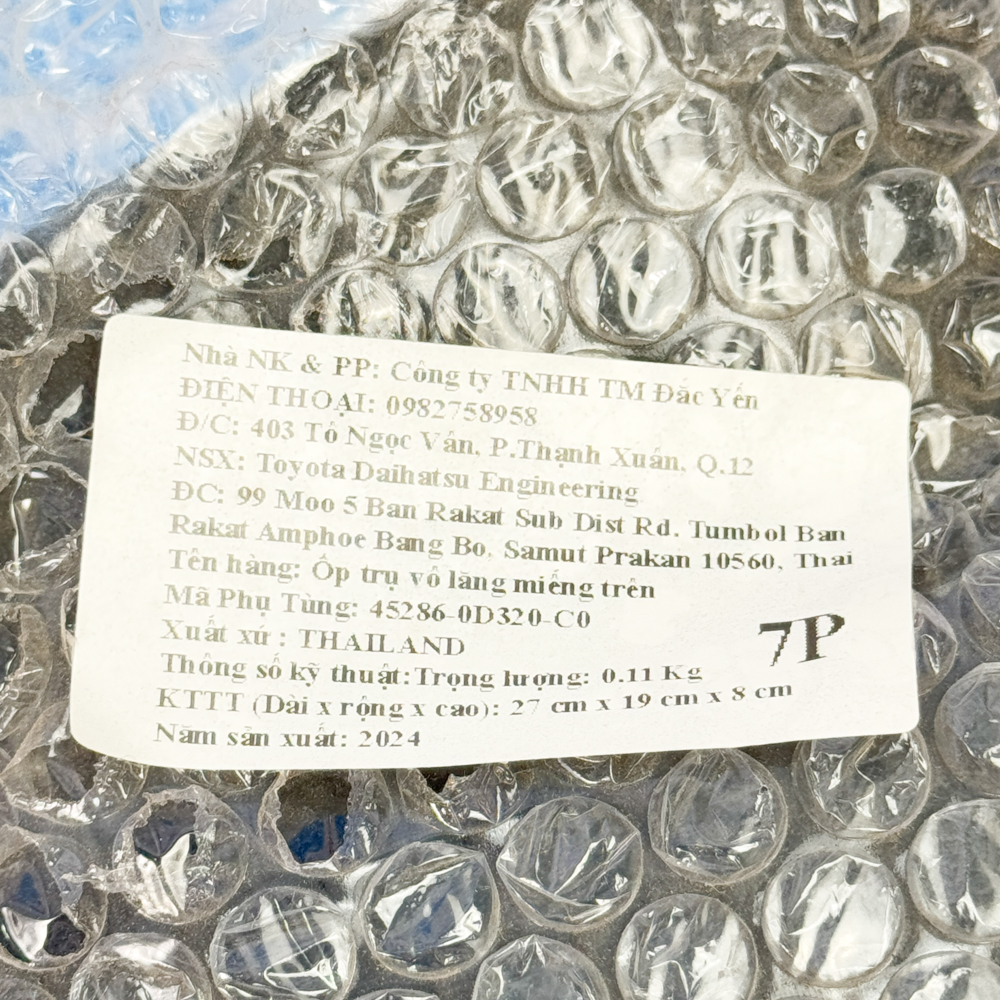 Nhà NK & PP: Công ty TNHH TM Đắc Yến
ĐIỆN THOẠI: 0982758958
Đ/C: 403 Tô Ngọc Vân, P.Thạnh Xuân, Q.12
NSX: Toyota Daihatsu Engineering
ĐC: 99 Moo 5 Ban Rakat Sub Dist Rd. Tumbol Ban
Rakat Amphoe Bang Bo, Samut Prakan 10560, Thai
Tên hàng: Ốp trụ vô lăng miếng trên
Mã Phụ Tùng: 45286-0D320-C0
Xuất xứ : THAILAND
Thông số kỹ thuật:Trọng lượng: 0.11 Kg
KTTT (Dài x rộng x cao): 27 cm x 19 cm x 8 cm
Năm sản xuất: 2024
7P